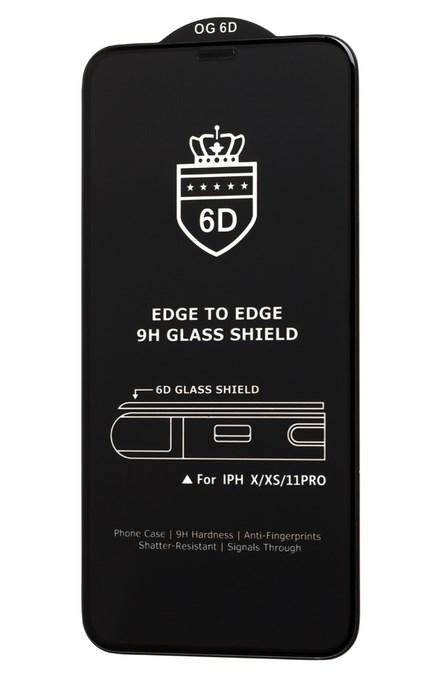 OG 6D
★ ★ ★ ★ ★
6D
EDGE TO EDGE
9H GLASS SHIELD
6D GLASS SHIELD
▲ For IPH X/XS/11PRO
Phone Case | 9H Hardness | Anti-Fingerprints
Shatter-Resistant | Signals Through